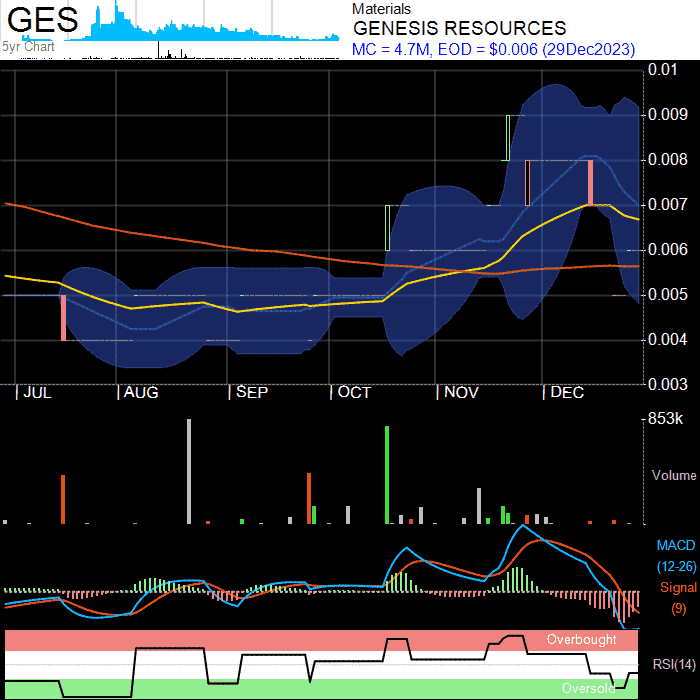 GES
5yr Chart
Materials
GENESIS RESOURCES
MC = 4.7M, EOD = $0.006 (29Dec2023)
0.01
0.009
0.008
0.007
0.006
0.005
0.004
0.003
JUL AUG SEP OCT NOV DEC
853k
Volume
MACD
(12-26)
Signal
(9)
Overbought
RSI(14)
Oversold